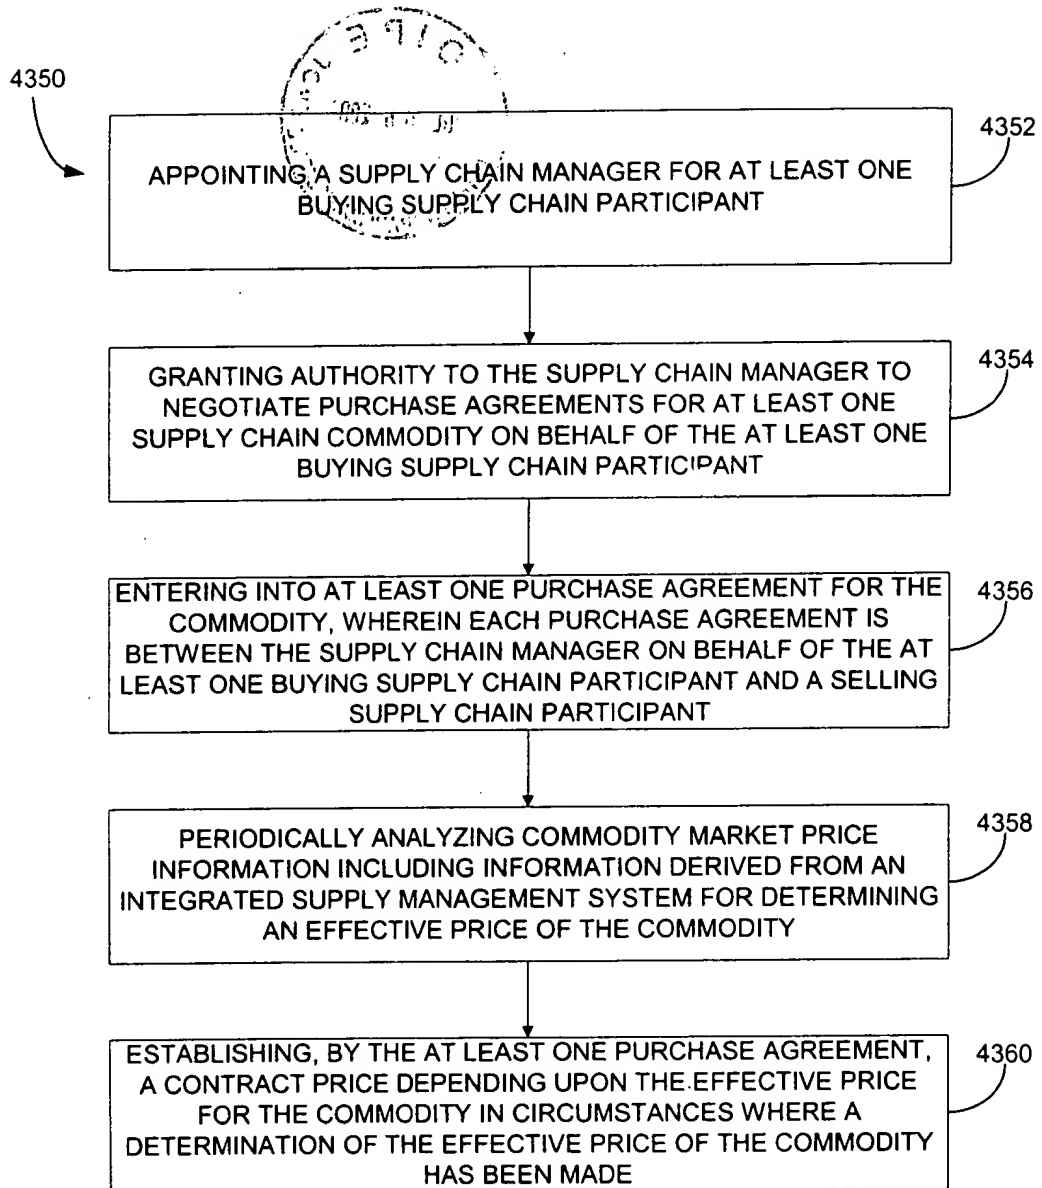 4350
4352
APPOINTING A SUPPLY CHAIN MANAGER FOR AT LEAST ONE
BUYING SUPPLY CHAIN PARTICIPANT
4354
GRANTING AUTHORITY TO THE SUPPLY CHAIN MANAGER TO
NEGOTIATE PURCHASE AGREEMENTS FOR AT LEAST ONE
SUPPLY CHAIN COMMODITY ON BEHALF OF THE AT LEAST ONE
BUYING SUPPLY CHAIN PARTICIPANT
4356
ENTERING INTO AT LEAST ONE PURCHASE AGREEMENT FOR THE
COMMODITY, WHEREIN EACH PURCHASE AGREEMENT IS
BETWEEN THE SUPPLY CHAIN MANAGER ON BEHALF OF THE AT
LEAST ONE BUYING SUPPLY CHAIN PARTICIPANT AND A SELLING
SUPPLY CHAIN PARTICIPANT
4358
PERIODICALLY ANALYZING COMMODITY MARKET PRICE
INFORMATION INCLUDING INFORMATION DERIVED FROM AN
INTEGRATED SUPPLY MANAGEMENT SYSTEM FOR DETERMINING
AN EFFECTIVE PRICE OF THE COMMODITY
4360
ESTABLISHING, BY THE AT LEAST ONE PURCHASE AGREEMENT,
A CONTRACT PRICE DEPENDING UPON THE EFFECTIVE PRICE
FOR THE COMMODITY IN CIRCUMSTANCES WHERE A
DETERMINATION OF THE EFFECTIVE PRICE OF THE COMMODITY
HAS BEEN MADE